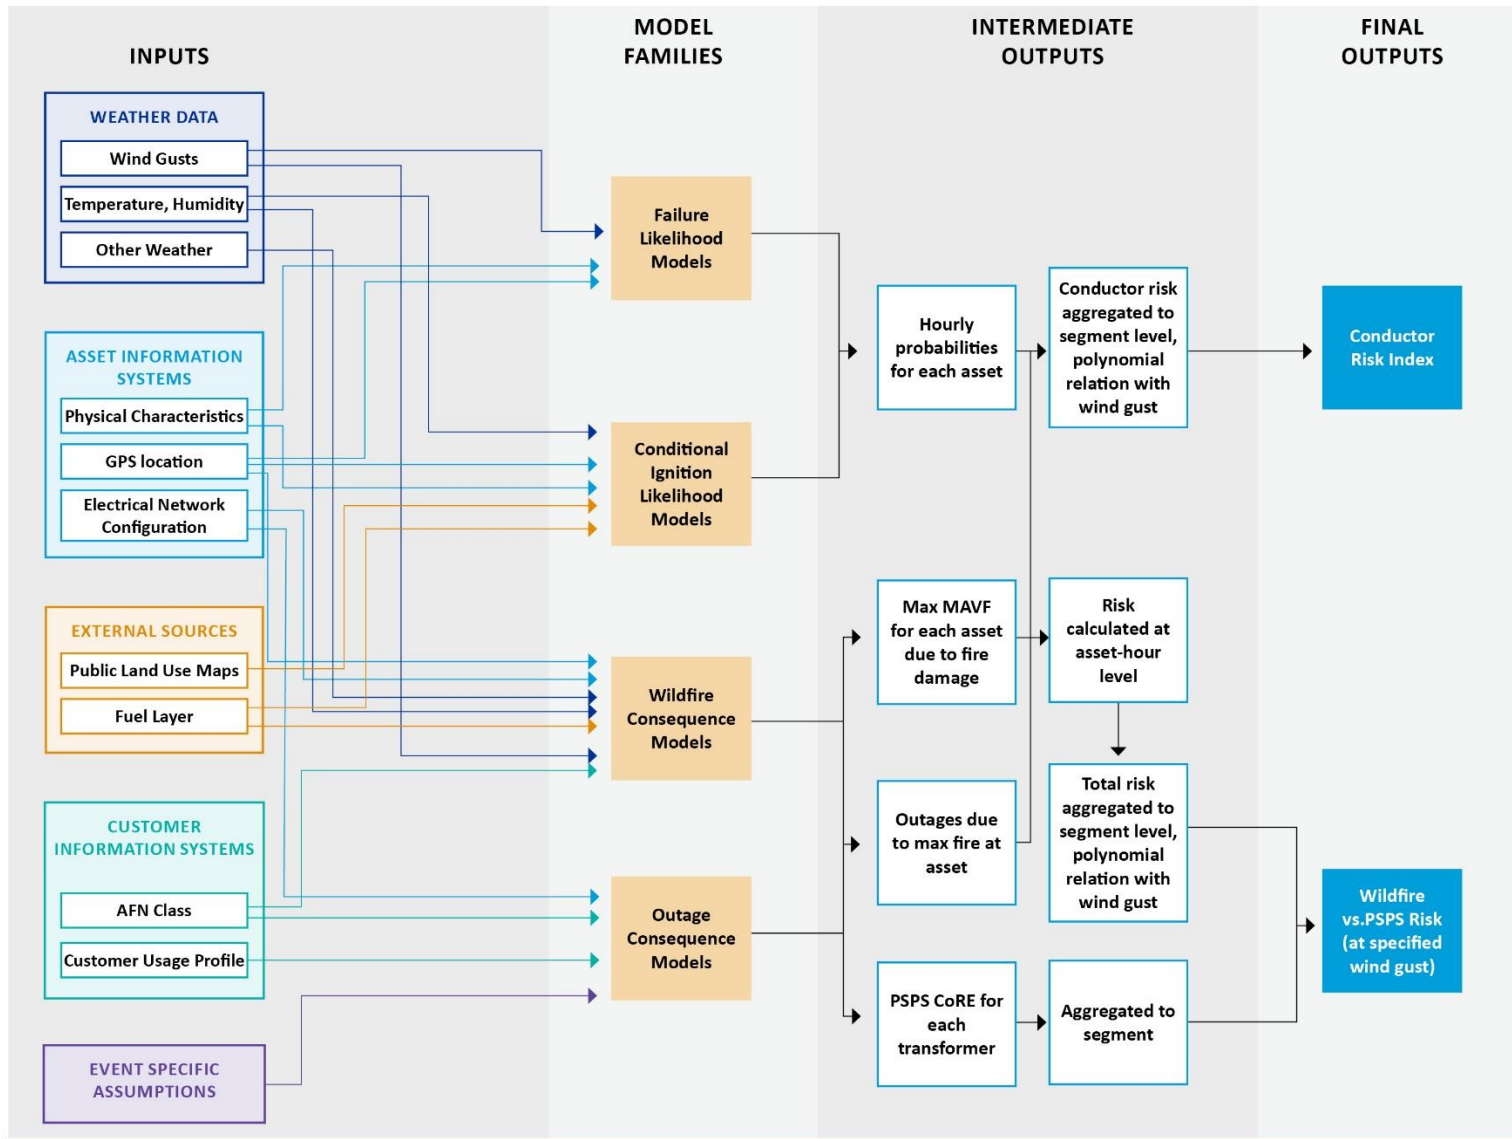 INPUTS
MODEL
FAMILIES
INTERMEDIATE
OUTPUTS
FINAL
OUTPUTS
WEATHER DATA
Wind Gusts
Temperature, Humidity
Other Weather
ASSET INFORMATION
SYSTEMS
Physical Characteristics
GPS location
Electrical Network
Configuration
EXTERNAL SOURCES
Public Land Use Maps
Fuel Layer
CUSTOMER
INFORMATION SYSTEMS
AFN Class
Customer Usage Profile
EVENT SPECIFIC
ASSUMPTIONS
Failure
Likelihood
Models
Conditional
Ignition
Likelihood
Models
Wildfire
Consequence
Models
Outage
Consequence
Models
Hourly
probabilities
for each asset
Conductor risk
aggregated to
segment level,
polynomial
relation with
wind gust
Max MAVF
for each asset
due to fire
damage
Risk
calculated at
asset-hour
level
Outages due
to max fire at
asset
Total risk
aggregated to
segment level,
polynomial
relation with
wind gust
PSPS CoRE for
each
transformer
Aggregated to
segment
Conductor
Risk Index
Wildfire
vs.PSPS Risk
(at specified
wind gust)